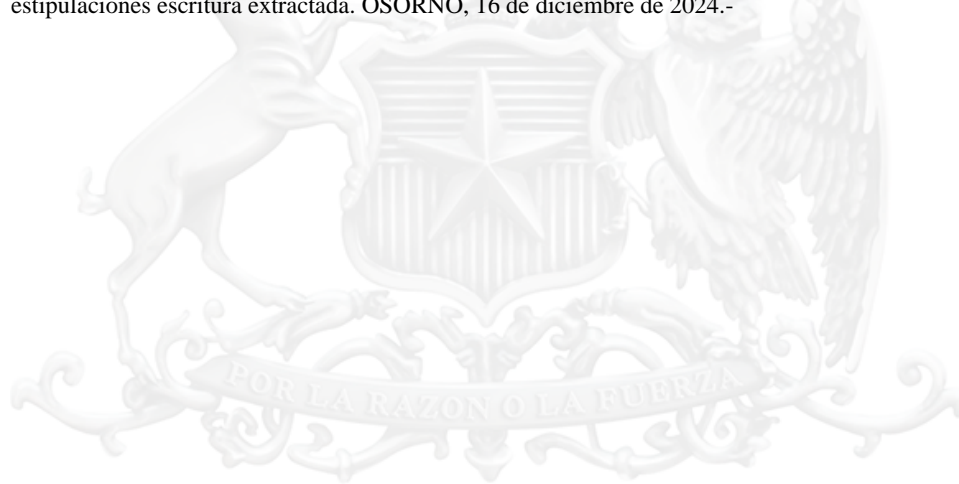 estipulaciones escritura extractada. OSORNO, 16 de diciembre de 2024.-
POR LA RAZON O LA FUERZA